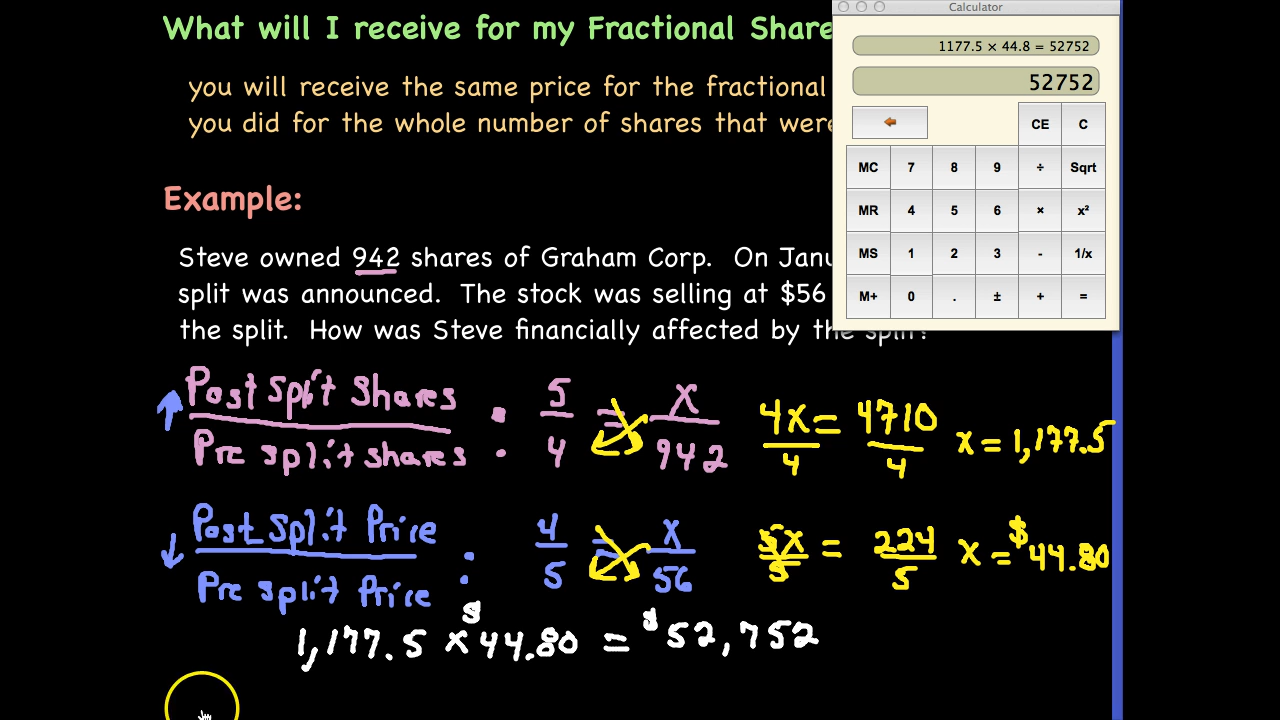 What will I receive for my Fractional Share
you will receive the same price for the fractional
you did for the whole number of shares that were
Example:
Steve owned 942 shares of Graham Corp. On Janu
split was announced. The stock was selling at $56
the split. How was Steve financially affected by the split?
Calculator
1177.5 × 44.8 = 52752
52752
CE C
MC 7 8 9 ÷ Sqrt
MR 4 5 6 × x²
MS 1 2 3 - 1/x
M+ 0 . ± + =
Post Split Shares
Pre split shares
: 5/4 = x/942
4x/4 = 4710/4 x = 1,177.5
Post Split Price
Pre split Price
: 4/5 = x/56
5x/5 = 224/5 x = $44.80
1,177.5 x $44.80 = $52,752